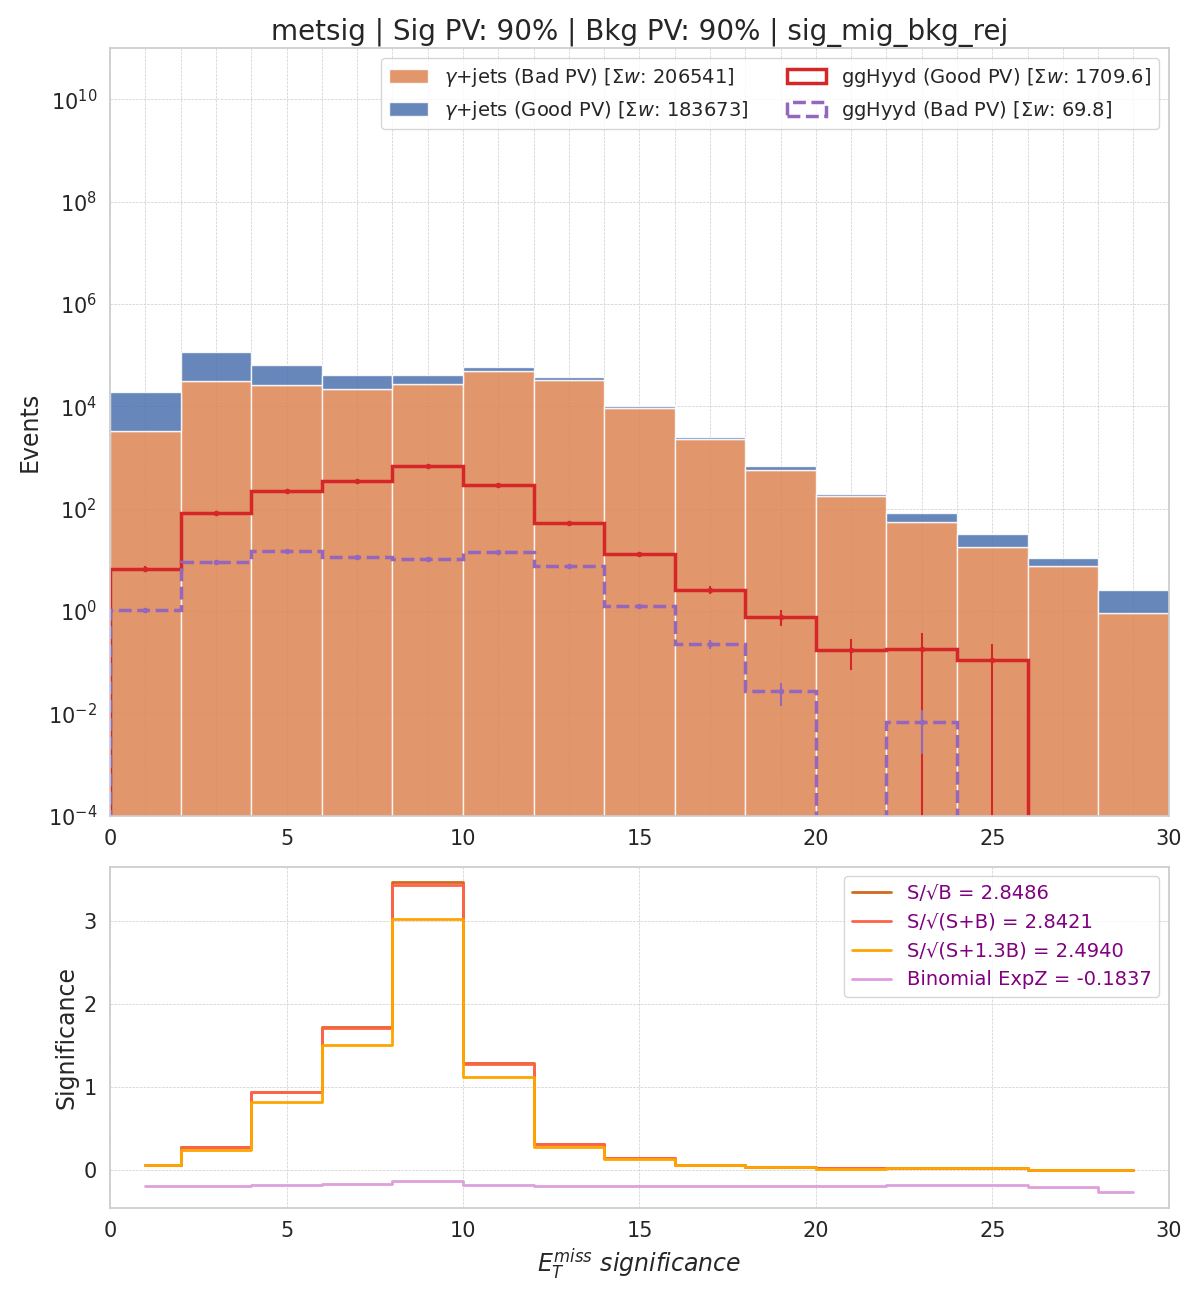 metsig | Sig PV: 90% | Bkg PV: 90% | sig_mig_bkg_rej
γ+jets (Bad PV) [Σw: 206541]
γ+jets (Good PV) [Σw: 183673]
ggHyyd (Good PV) [Σw: 1709.6]
ggHyyd (Bad PV) [Σw: 69.8]
Events
10^10
10^8
10^6
10^4
10^2
10^0
10^−2
10^−4
0 5 10 15 20 25 30
Significance
3
2
1
0
S/√B = 2.8486
S/√(S+B) = 2.8421
S/√(S+1.3B) = 2.4940
Binomial ExpZ = -0.1837
0 5 10 15 20 25 30
E_T^miss significance